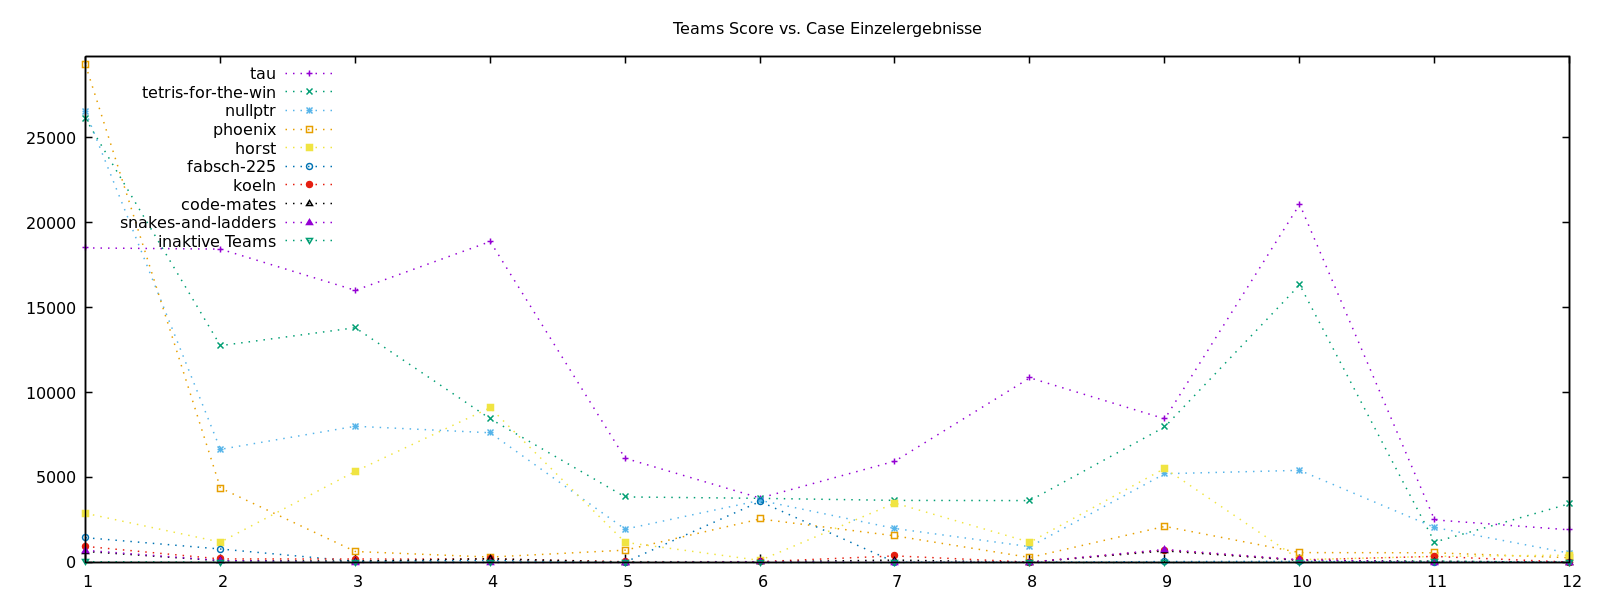 Teams Score vs. Case Einzelergebnisse
tau
tetris-for-the-win
nullptr
phoenix
horst
fabsch-225
koeln
code-mates
snakes-and-ladders
inaktive Teams
25000
20000
15000
10000
5000
0
1 2 3 4 5 6 7 8 9 10 11 12